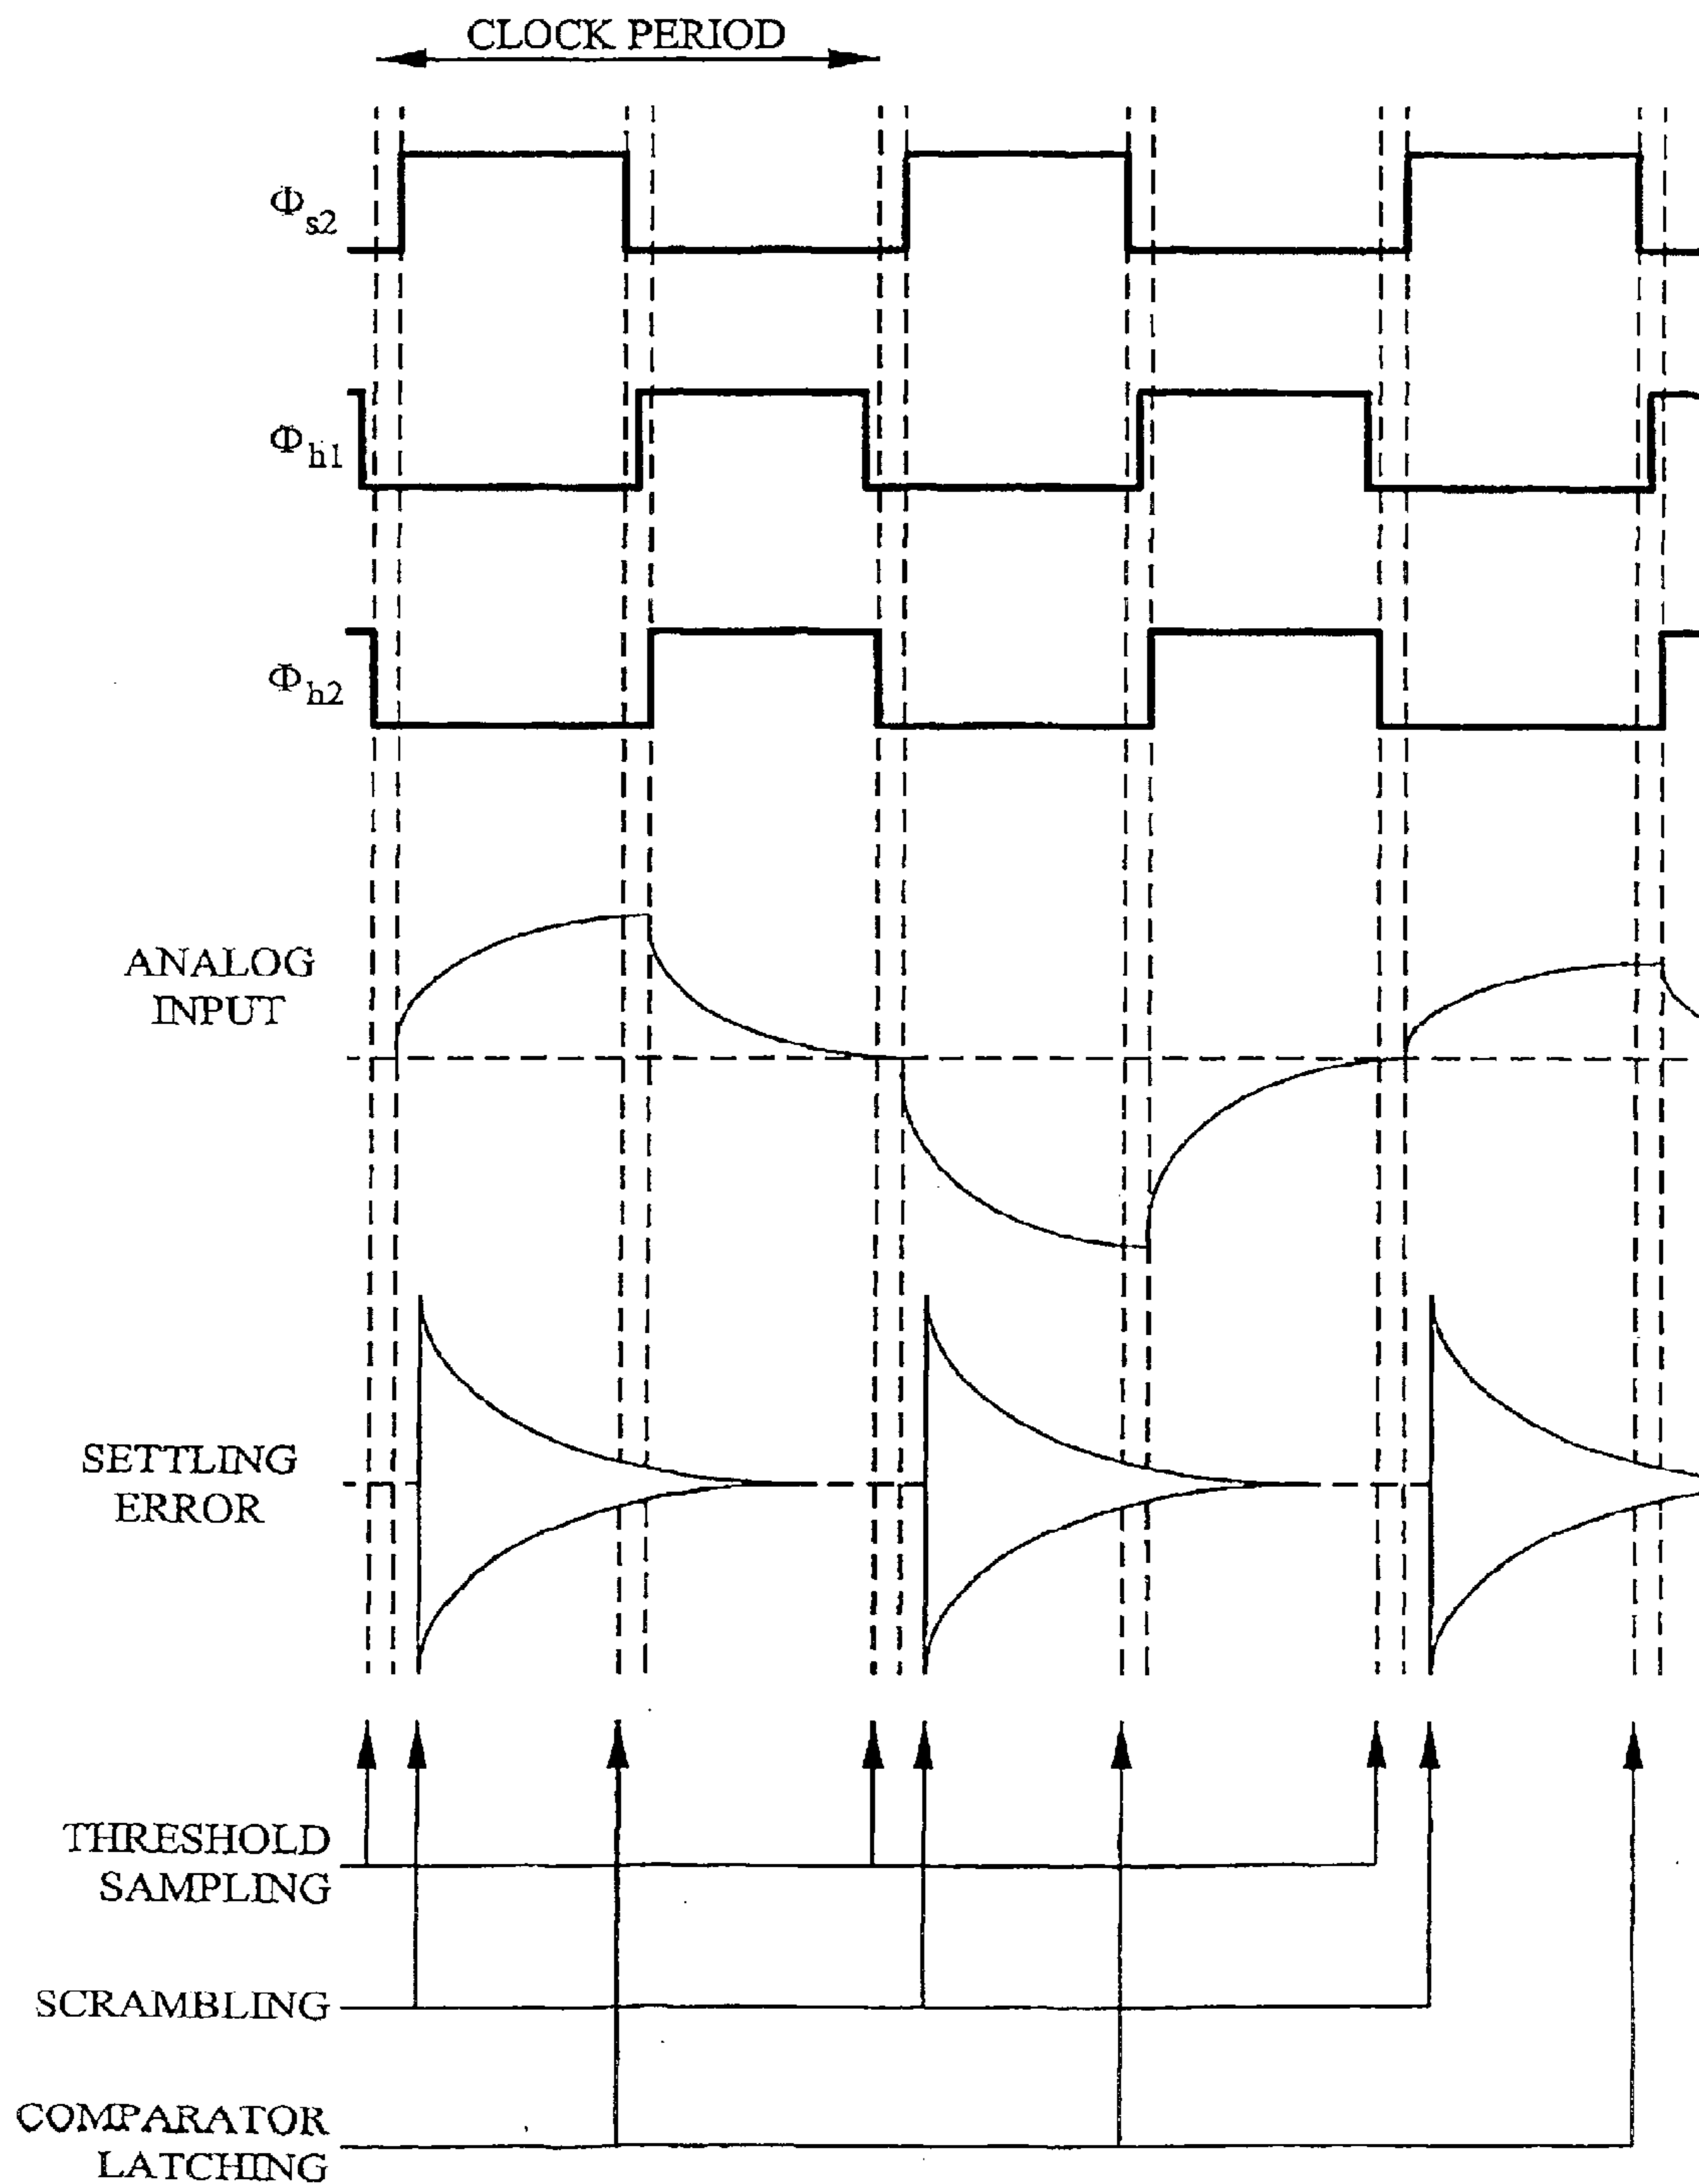 CLOCK PERIOD
Φs2
Φh1
Φh2
ANALOG
INPUT
SETTLING
ERROR
THRESHOLD
SAMPLING
SCRAMBLING
COMPARATOR
LATCHING